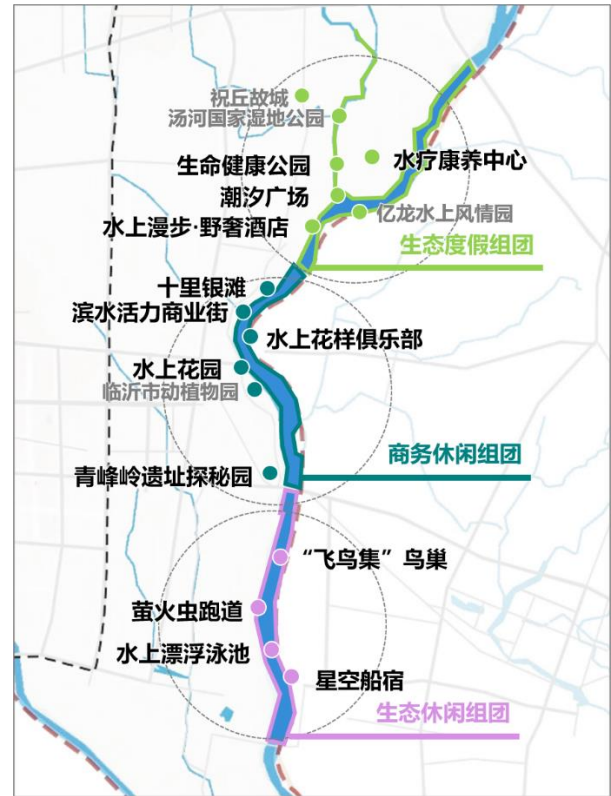 祝丘故城
汤河国家湿地公园
生命健康公园
水疗康养中心
潮汐广场
亿龙水上风情园
水上漫步·野奢酒店
生态度假组团
十里银滩
滨水活力商业街
水上花样俱乐部
水上花园
临沂市动植物园
商务休闲组团
青峰岭遗址探秘园
“飞鸟集”鸟巢
萤火虫跑道
水上漂浮泳池
星空船宿
生态休闲组团